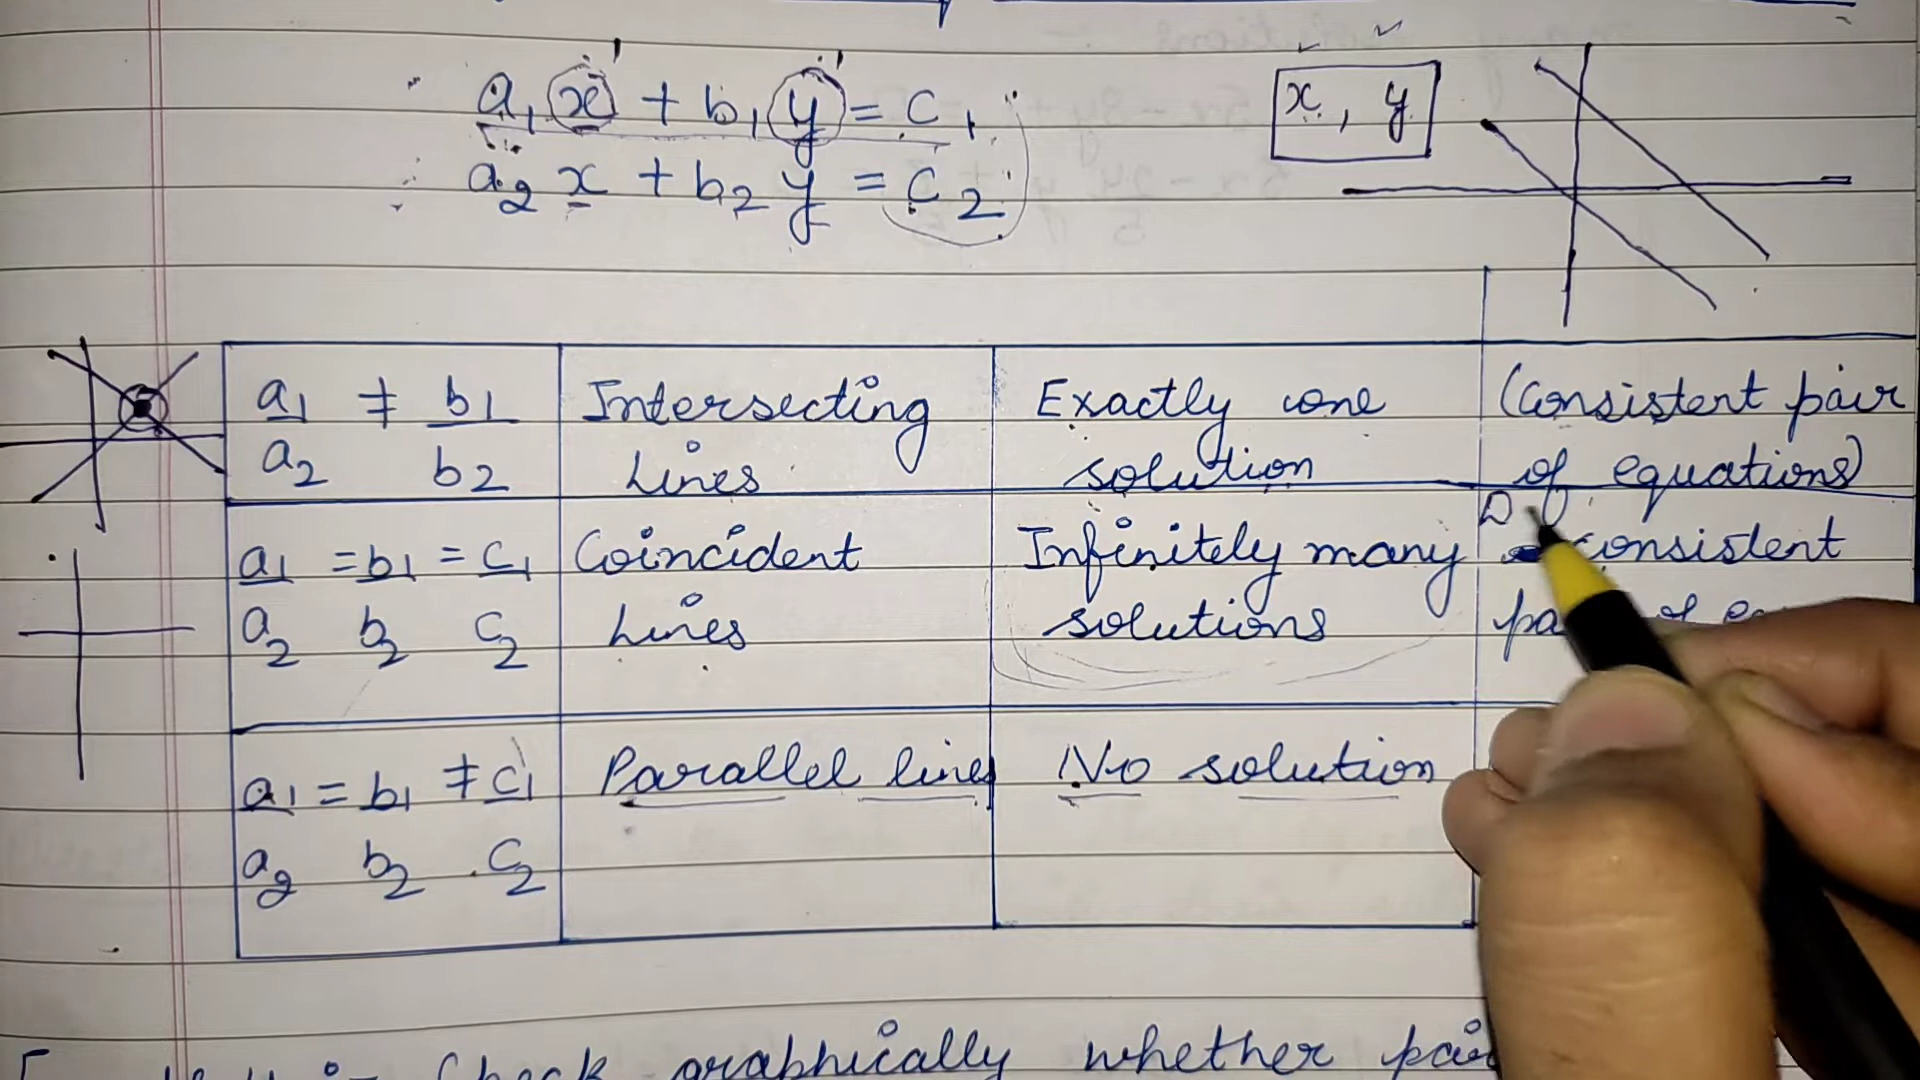 a₁x + b₁y = c₁
x, y
a₂x + b₂y = c₂
a₁ ≠ b₁ Intersecting Exactly one (Consistent pair
a₂ b₂ Lines solution of equations)
a₁ = b₁ = c₁ Coincident Infinitely many consistent
a₂ b₂ c₂ Lines solutions of
a₁ = b₁ ≠ c₁ Parallel lines No solution
a₂ b₂ c₂
Check graphically whether